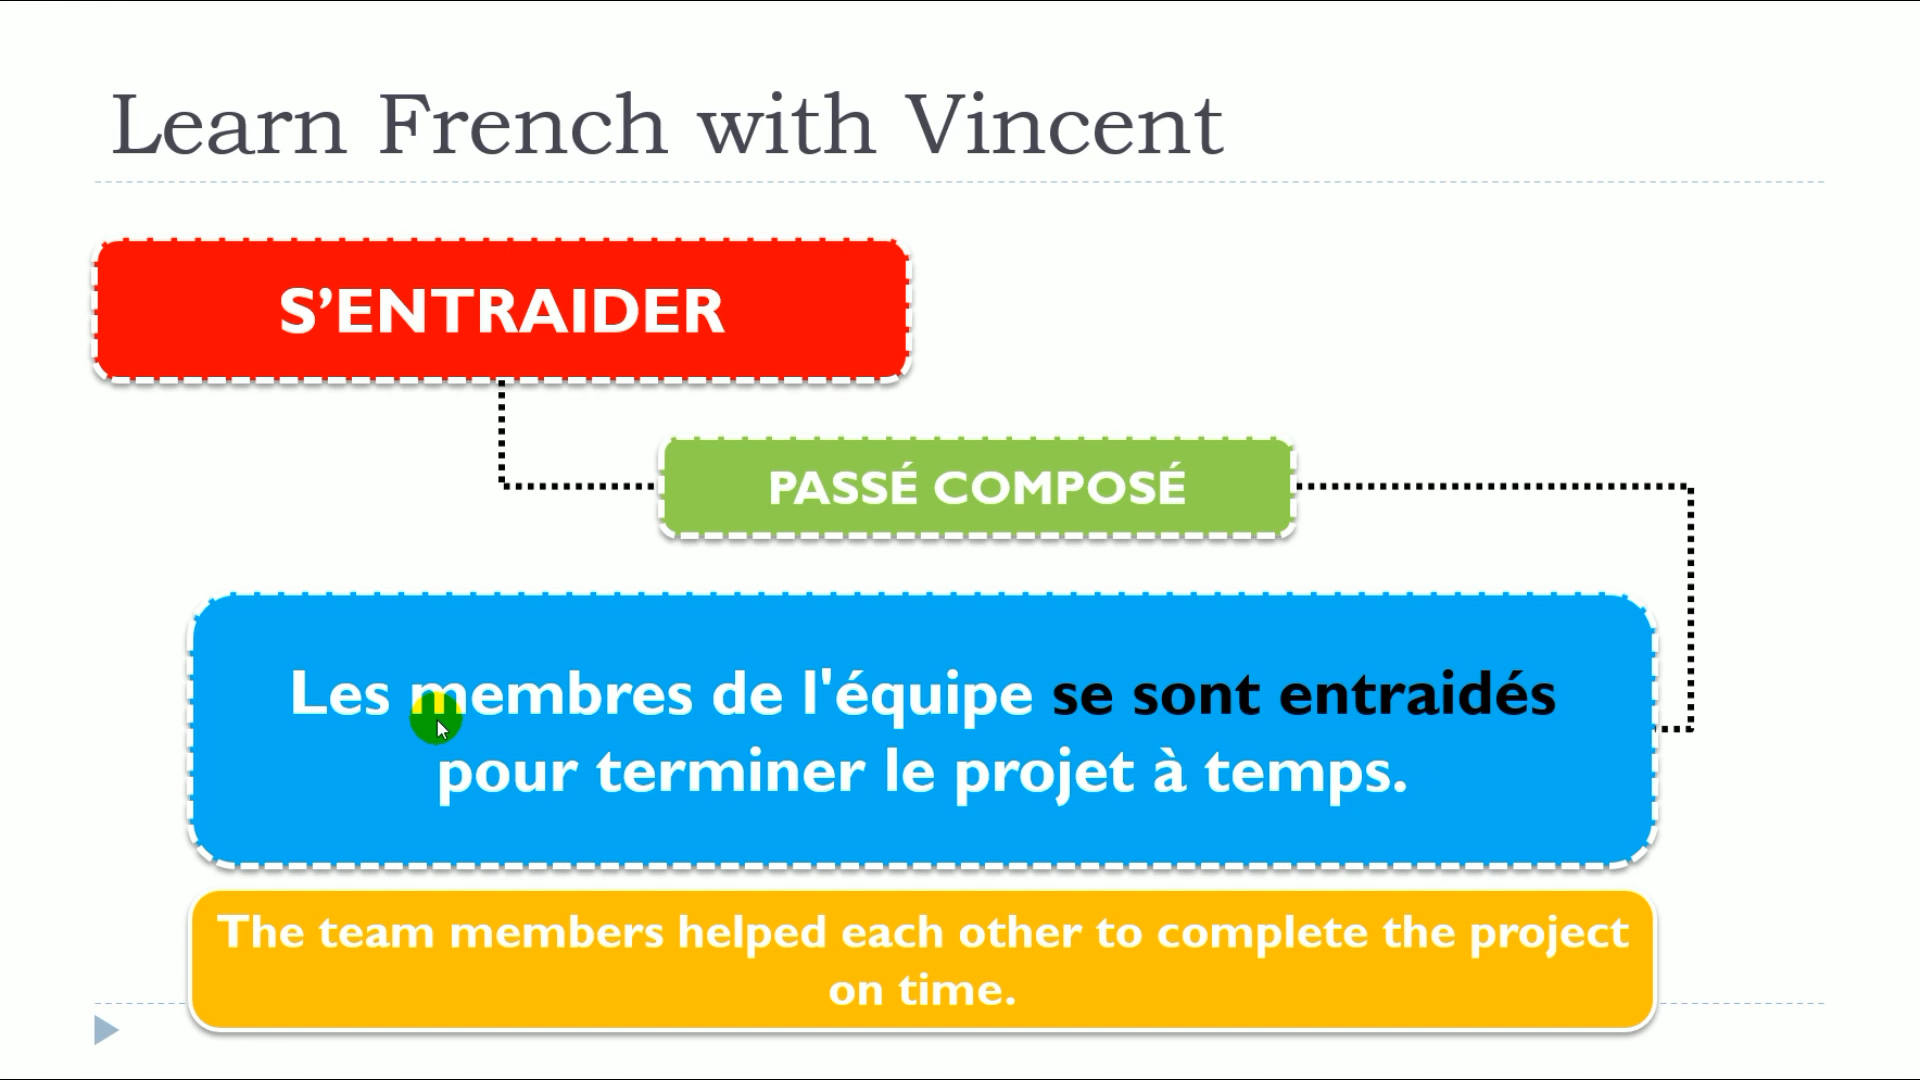 Learn French with Vincent
S’ENTRAIDER
PASSÉ COMPOSÉ
Les membres de l'équipe se sont entraidés
pour terminer le projet à temps.
The team members helped each other to complete the project
on time.